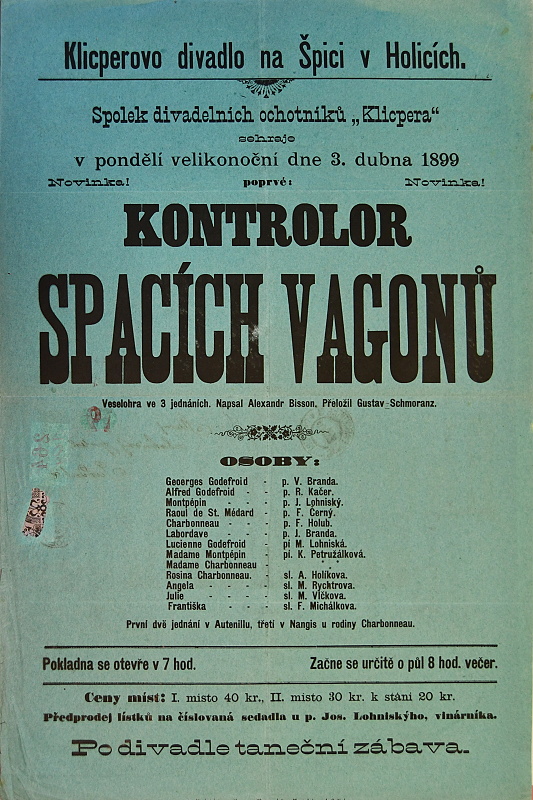 Klicperovo divadlo na Špici v Holicích.
Spolek divadelních ochotníků „Klicpera“
sehraje
v pondělí velikonoční dne 3. dubna 1899
Novinka! poprvé: Novinka!
KONTROLOR
SPACÍCH VAGONŮ
Veselohra ve 3 jednáních. Napsal Alexandr Bisson, Přeložil Gustav Schmoranz.
OSOBY:
Geoerges Godefroid - p. V. Branda.
Alfred Godefroid - - p. R. Kačer.
Montpépin - - - p. J. Lohniský.
Raoul de St. Médard - p. F. Černý.
Charbonneau - - - p. F. Holub.
Labordave - - - p. J. Branda.
Lucienne Godefroid - pí M. Lohniská.
Madame Montpépin - pí. K. Petružálková.
Madame Charbonneau - * * *
Rosina Charbonneau. - sl. A. Holíkova.
Angela - - - - sl. M. Rychtrova.
Julie - - - - sl. M. Vlčkova.
Františka - - - sl. F. Michálkova.
První dvě jednání v Autenillu, třetí v Nangis u rodiny Charbonneau.
Pokladna se otevře v 7 hod. Začne se určitě o půl 8 hod. večer.
Ceny míst: I. místo 40 kr., II. místo 30 kr. k stání 20 kr.
Předprodej lístků na číslovaná sedadla u p. Jos. Lohniského, vinárníka.
Po divadle taneční zábava.